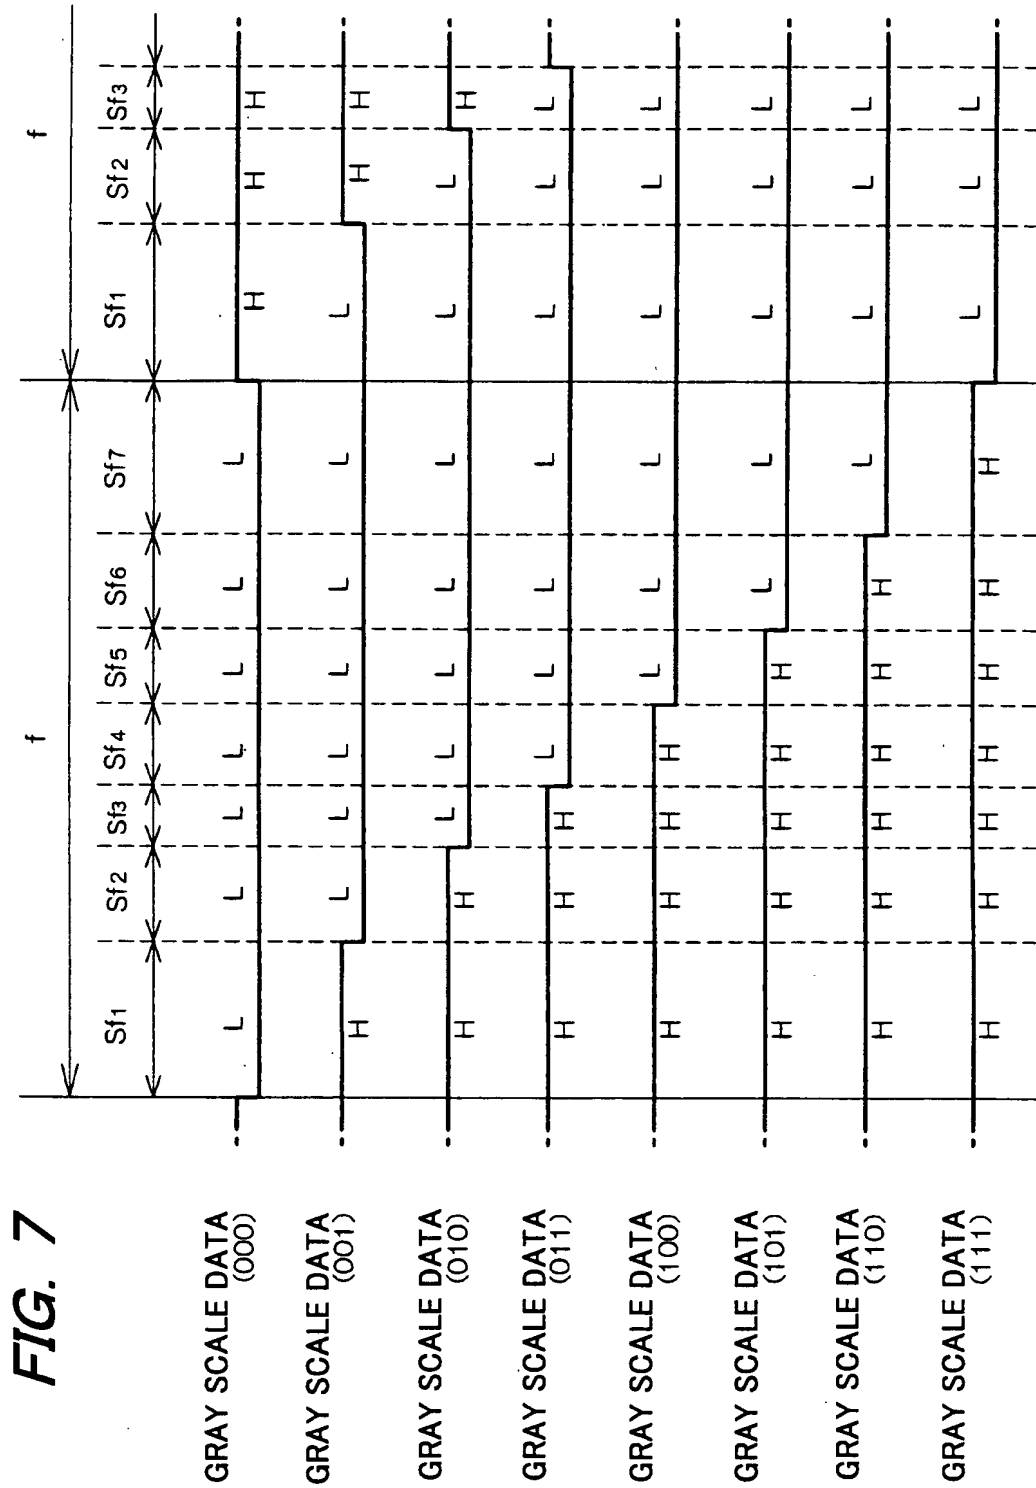 FIG. 7
f f
Sf1 Sf2 Sf3 Sf4 Sf5 Sf6 Sf7 Sf1 Sf2 Sf3
GRAY SCALE DATA
(000)
L L L L L L L H H H
GRAY SCALE DATA
(001)
H L L L L L L L H H
GRAY SCALE DATA
(010)
H H L L L L L L L H
GRAY SCALE DATA
(011)
H H H L L L L L L L
GRAY SCALE DATA
(100)
H H H H L L L L L L
GRAY SCALE DATA
(101)
H H H H H L L L L L
GRAY SCALE DATA
(110)
H H H H H H L L L L
GRAY SCALE DATA
(111)
H H H H H H H L L L